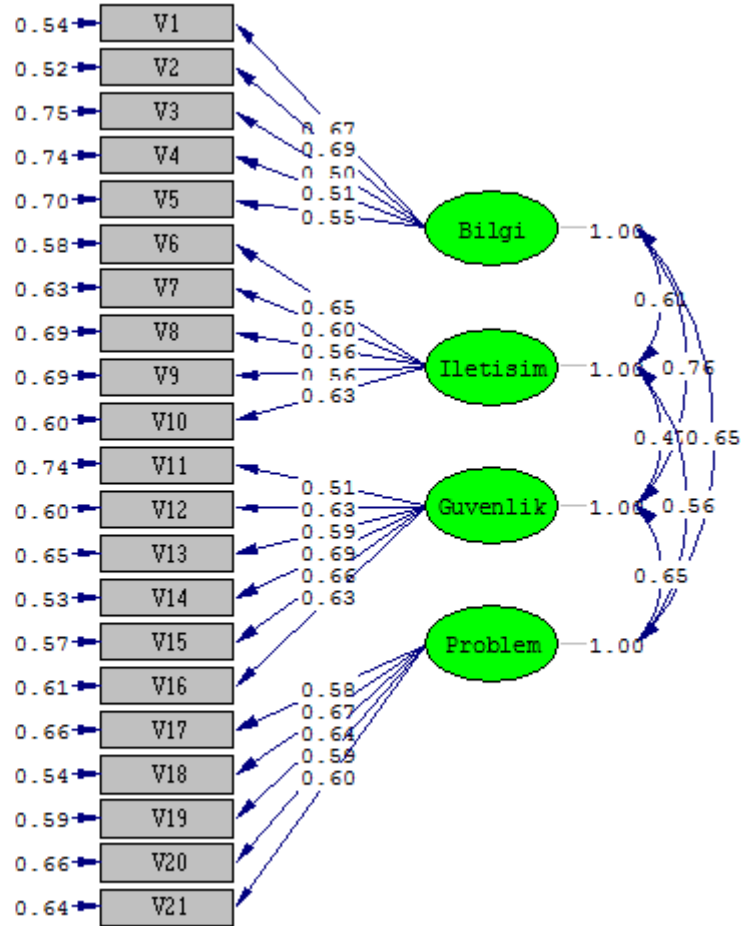 0.54 V1
0.52 V2
0.75 V3
0.74 V4
0.70 V5
0.58 V6
0.63 V7
0.69 V8
0.69 V9
0.60 V10
0.74 V11
0.60 V12
0.65 V13
0.53 V14
0.57 V15
0.61 V16
0.66 V17
0.54 V18
0.59 V19
0.66 V20
0.64 V21
0.67
0.69
0.50
0.51
0.55
0.65
0.60
0.56
0.56
0.63
0.51
0.63
0.59
0.69
0.66
0.63
0.58
0.67
0.64
0.59
0.60
Bilgi 1.00
Iletisim 1.00
Guvenlik 1.00
Problem 1.00
0.61
0.76
0.65
0.56
0.65